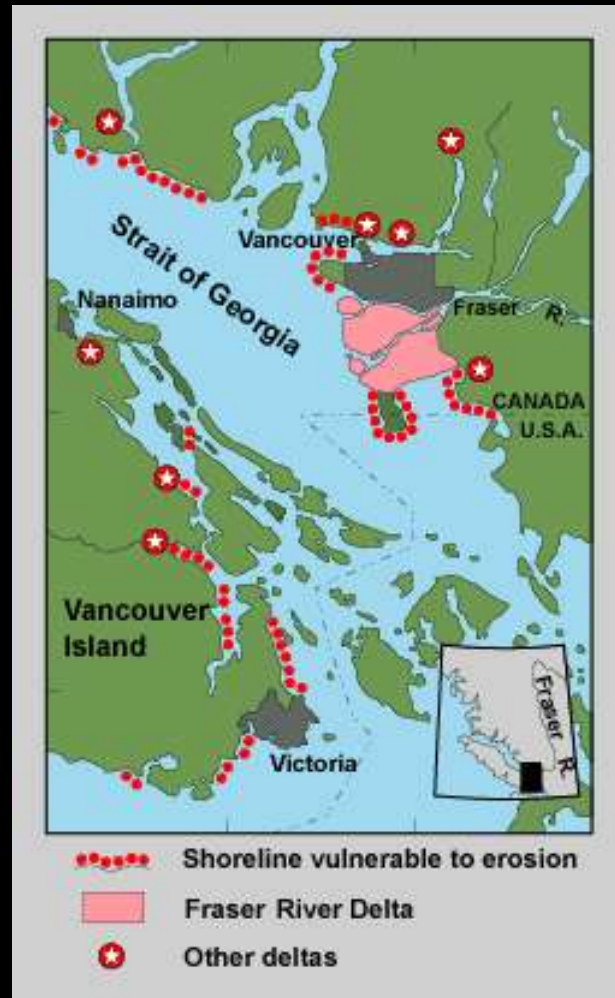 Strait of Georgia
Vancouver
Nanaimo
Fraser R.
CANADA
U.S.A.
Vancouver
Island
Victoria
Fraser R.
Shoreline vulnerable to erosion
Fraser River Delta
Other deltas